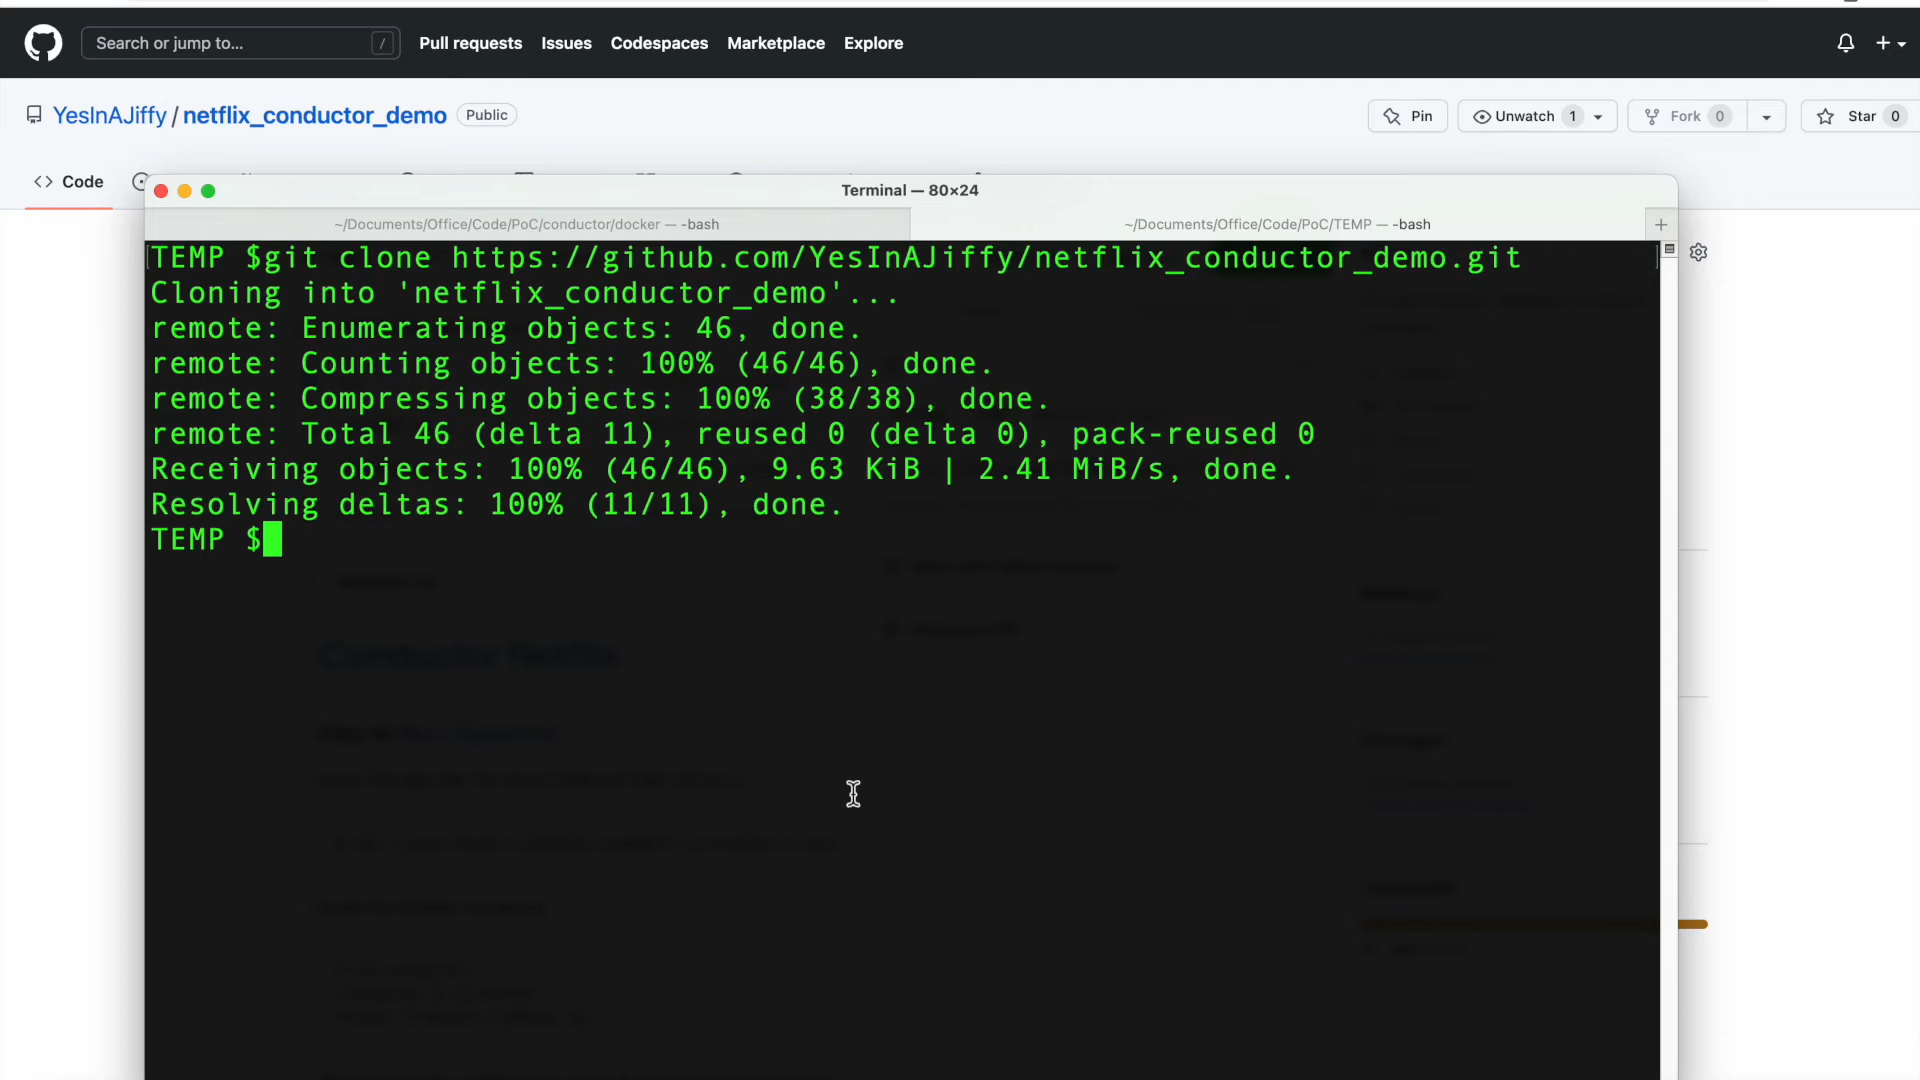 Search or jump to... /
Pull requests
Issues
Codespaces
Marketplace
Explore
YesInAJiffy / netflix_conductor_demo Public
Pin
Unwatch 1
Fork 0
Star 0
<> Code
Terminal — 80×24
~/Documents/Office/Code/PoC/conductor/docker — -bash
~/Documents/Office/Code/PoC/TEMP — -bash
TEMP $git clone https://github.com/YesInAJiffy/netflix_conductor_demo.git
Cloning into 'netflix_conductor_demo'...
remote: Enumerating objects: 46, done.
remote: Counting objects: 100% (46/46), done.
remote: Compressing objects: 100% (38/38), done.
remote: Total 46 (delta 11), reused 0 (delta 0), pack-reused 0
Receiving objects: 100% (46/46), 9.63 KiB | 2.41 MiB/s, done.
Resolving deltas: 100% (11/11), done.
TEMP $
Conductor Netflix